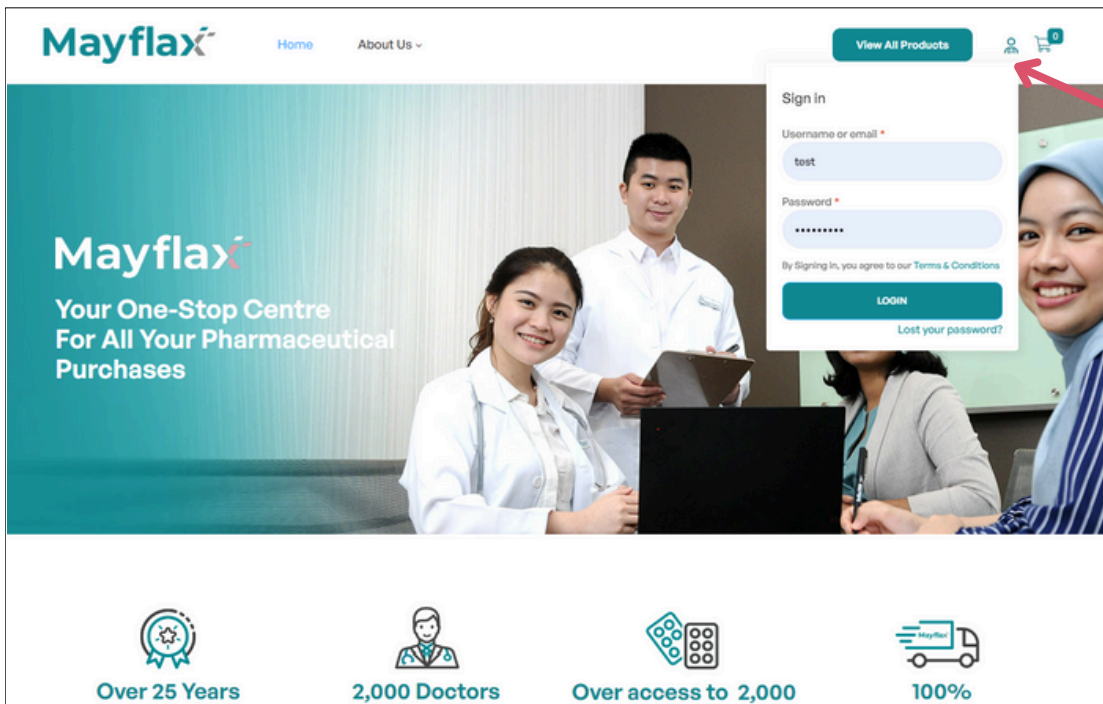 Mayflax
Home
About Us
View All Products
0
Sign in
Username or email *
test
Password *
•••••••••
By Signing in, you agree to our Terms & Conditions
LOGIN
Lost your password?
Mayflax
Your One-Stop Centre
For All Your Pharmaceutical
Purchases
Mayflax
Over 25 Years
2,000 Doctors
Over access to 2,000
100%